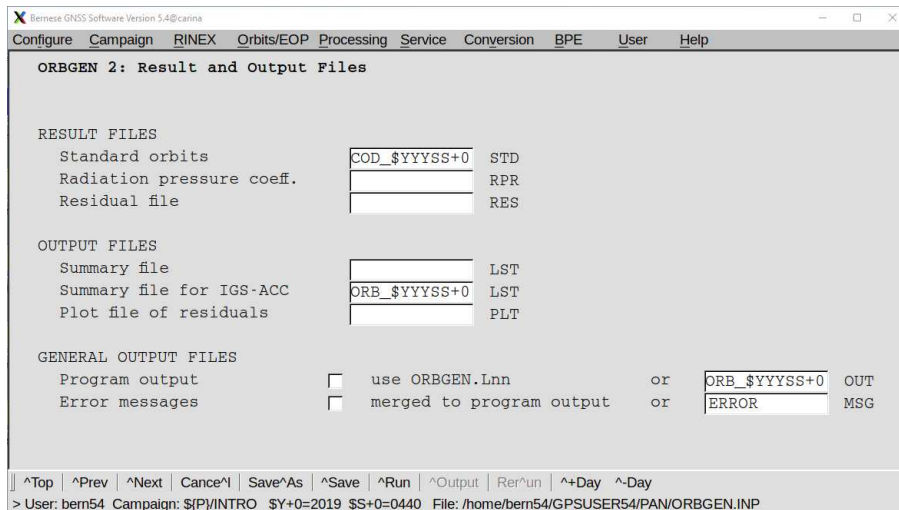 Bernese GNSS Software Version 5.4@carina
Configure Campaign RINEX Orbits/EOP Processing Service Conversion BPE User Help
ORBGEN 2: Result and Output Files
RESULT FILES
Standard orbits COD_$YYYSS+0 STD
Radiation pressure coeff. RPR
Residual file RES
OUTPUT FILES
Summary file LST
Summary file for IGS-ACC ORB_$YYYSS+0 LST
Plot file of residuals PLT
GENERAL OUTPUT FILES
Program output use ORBGEN.Lnn or ORB_$YYYSS+0 OUT
Error messages merged to program output or ERROR MSG
^Top | ^Prev | ^Next | Cance^l | Save^As | ^Save | ^Run | ^Output | Rer^un | ^+Day ^-Day
> User: bern54 Campaign: ${P}/INTRO $Y+0=2019 $S+0=0440 File: /home/bern54/GPSUSER54/PAN/ORBGEN.INP